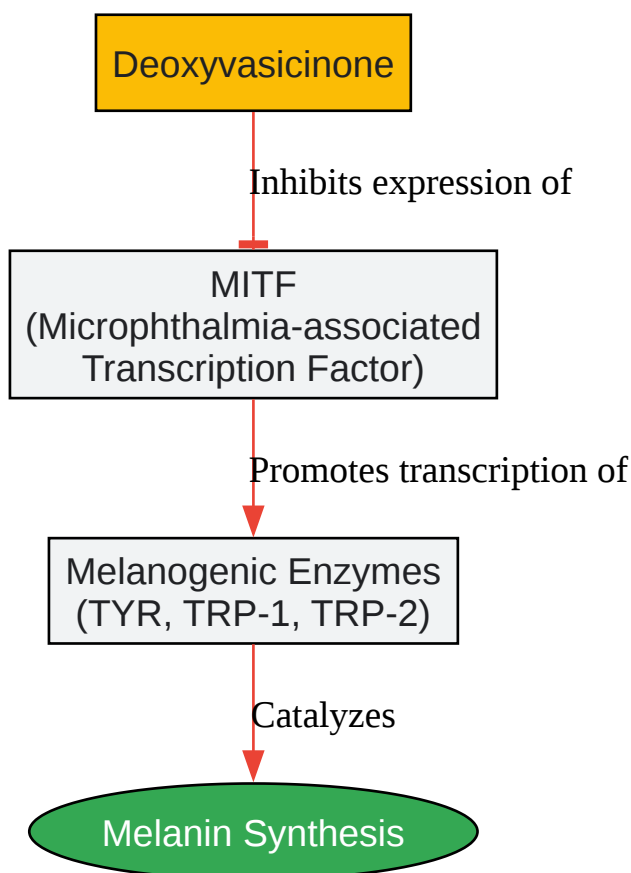 Deoxyvasicinone
Inhibits expression of
MITF
(Microphthalmia-associated
Transcription Factor)
Promotes transcription of
Melanogenic Enzymes
(TYR, TRP-1, TRP-2)
Catalyzes
Melanin Synthesis